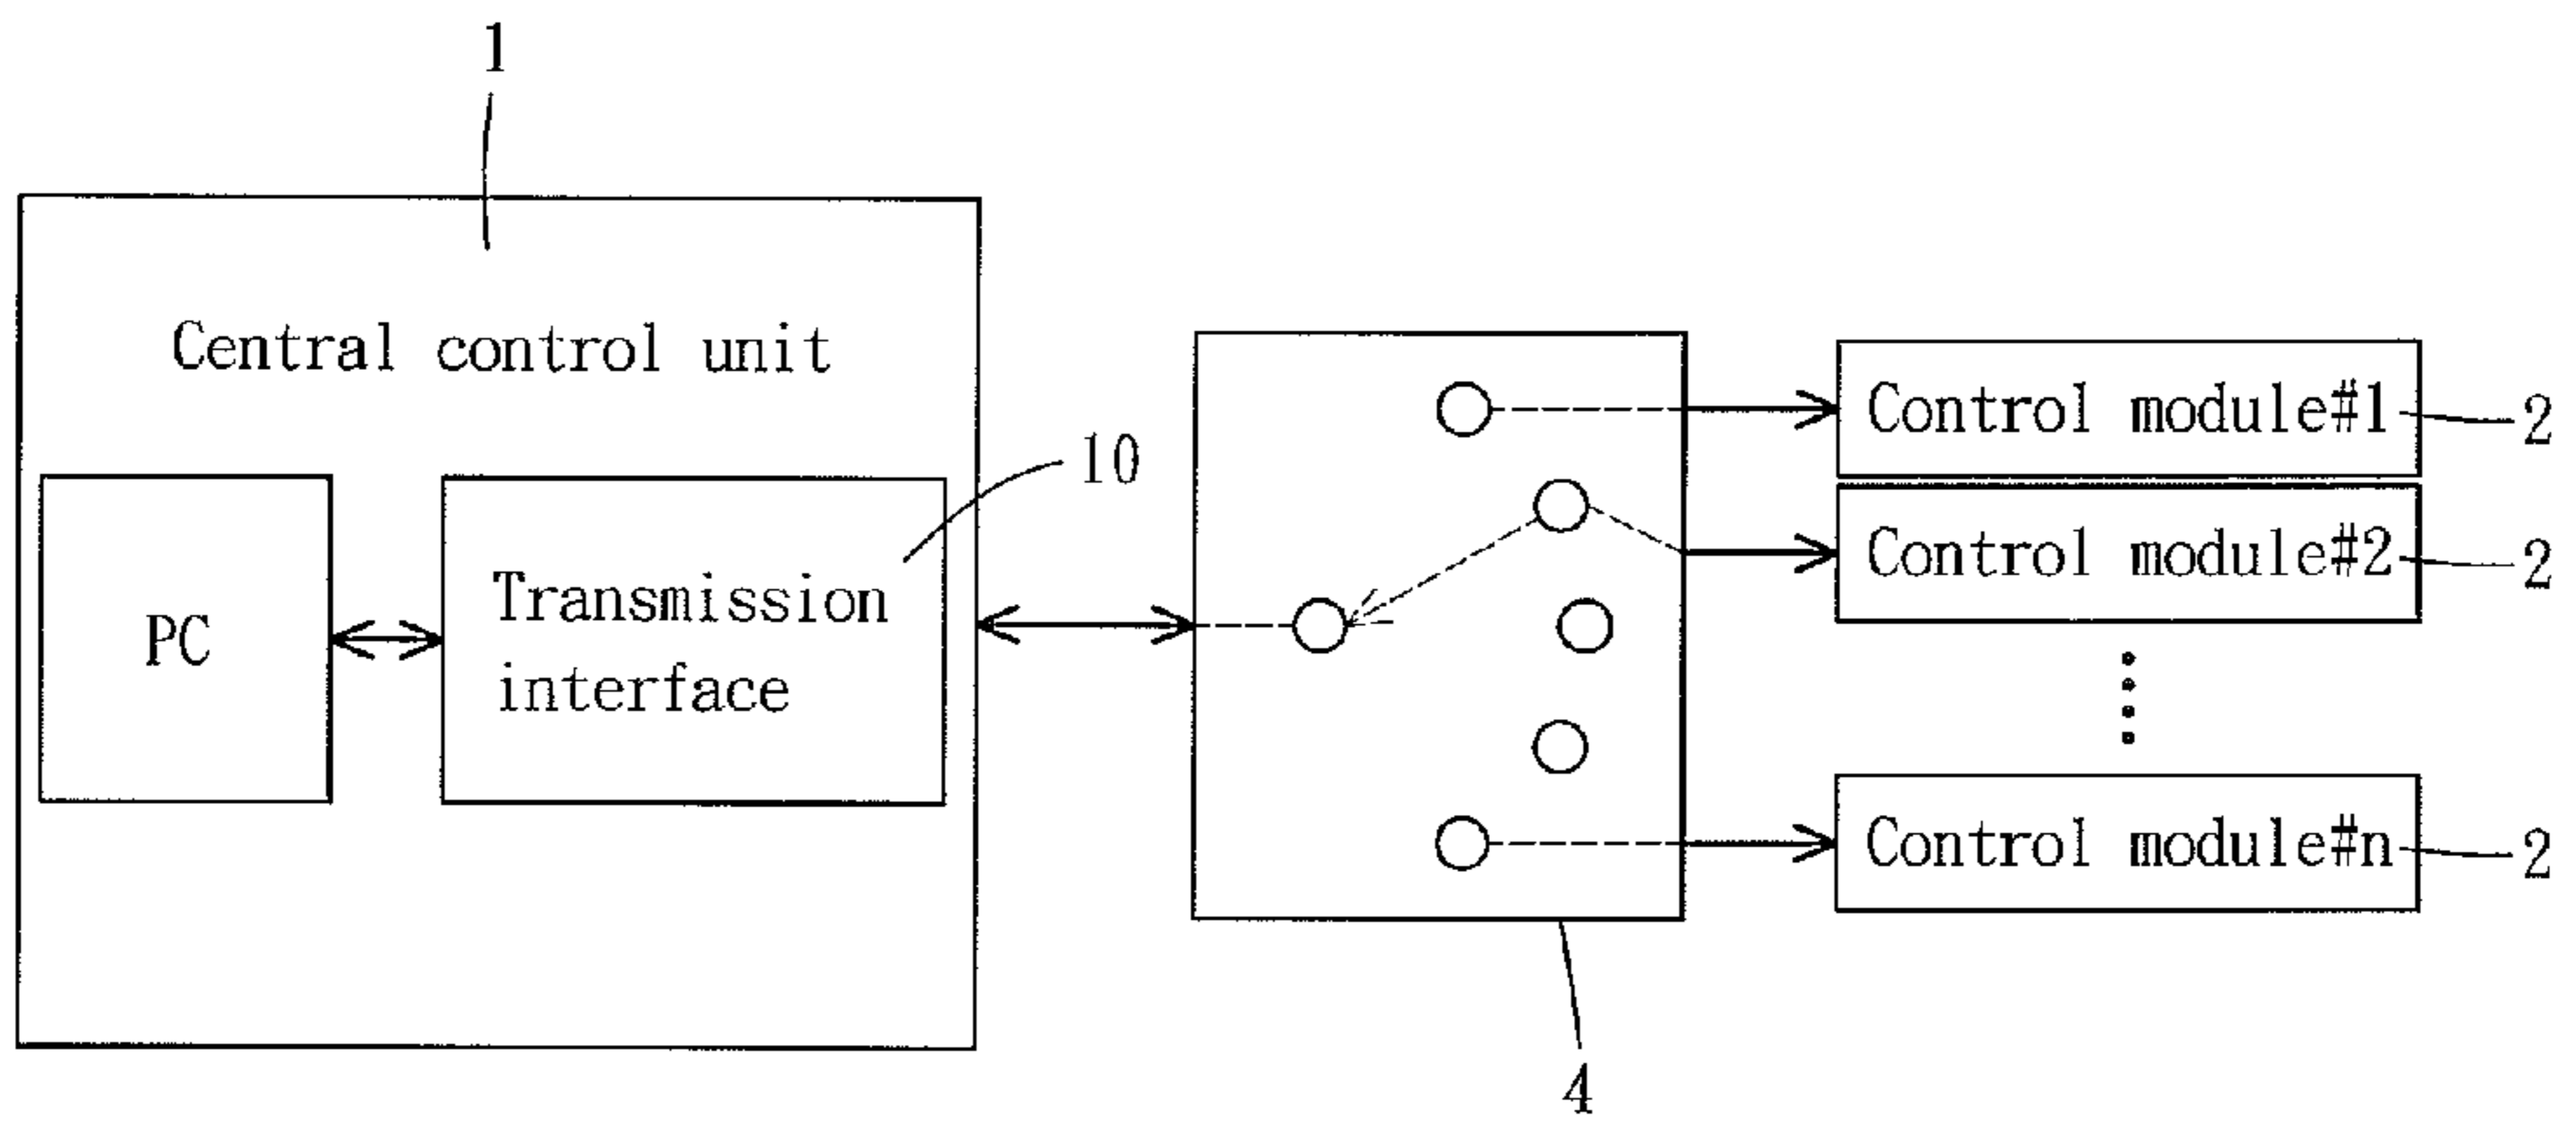 1
Central control unit
10
PC
Transmission
interface
Control module#1
2
Control module#2
2
Control module#n
2
4